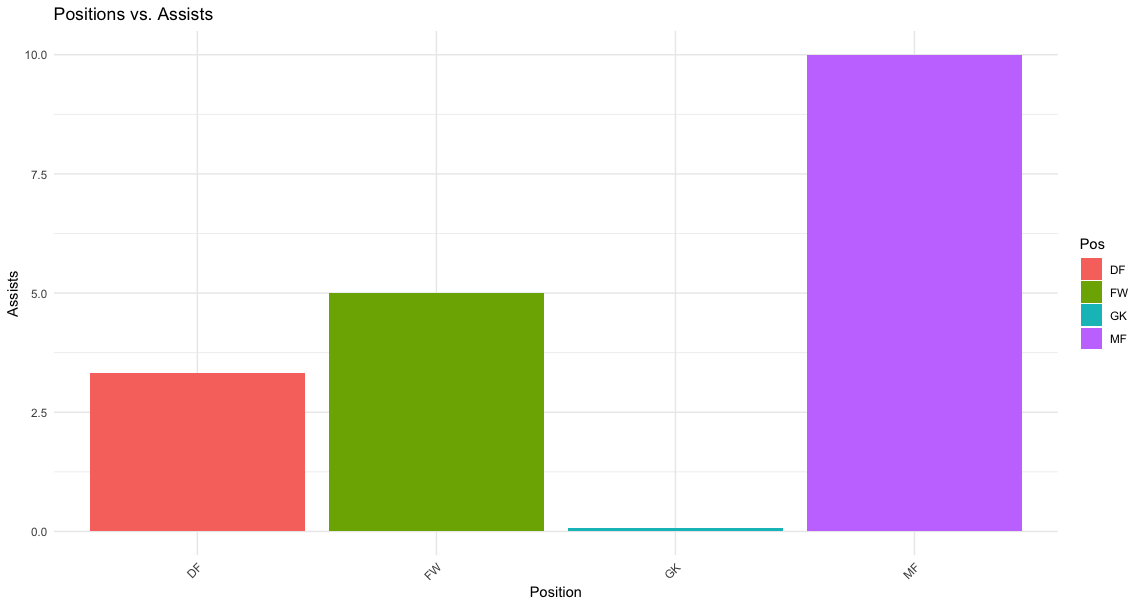 Positions vs. Assists
Assists
10.0
7.5
5.0
2.5
0.0
DF
FW
GK
MF
Position
Pos
DF
FW
GK
MF